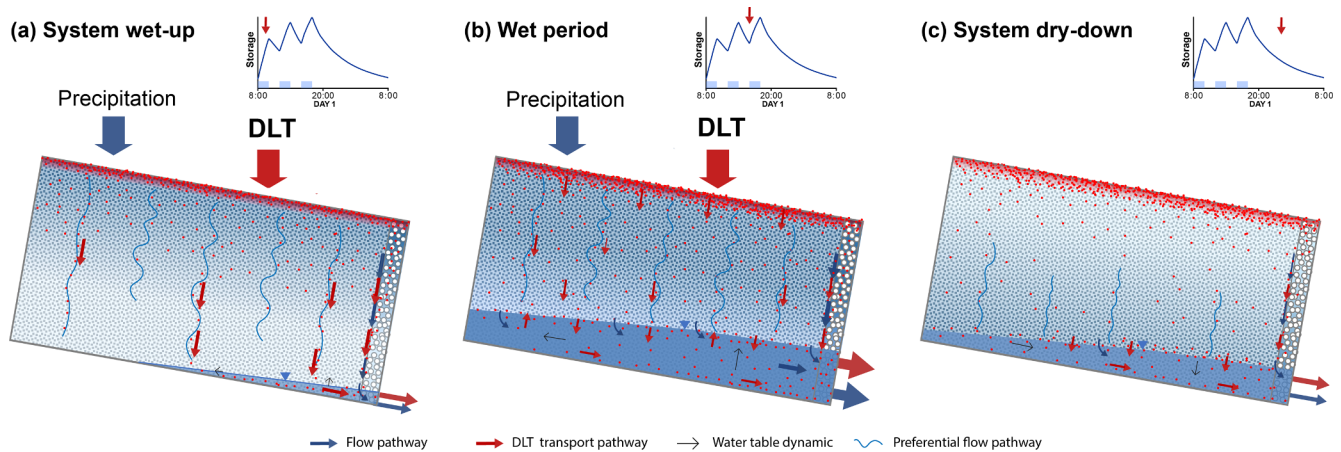 (a) System wet-up
Storage
8:00 20:00 8:00
DAY 1
Precipitation
DLT
(b) Wet period
Storage
8:00 20:00 8:00
DAY 1
Precipitation
DLT
(c) System dry-down
Storage
8:00 20:00 8:00
DAY 1
Flow pathway
DLT transport pathway
Water table dynamic
Preferential flow pathway